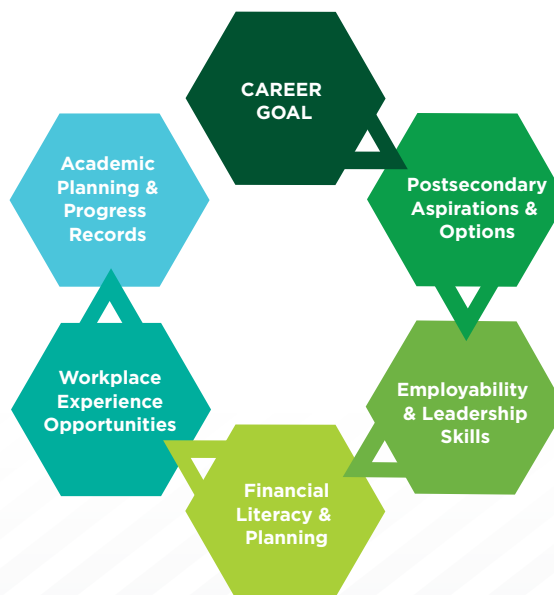 CAREER
GOAL
Postsecondary
Aspirations &
Options
Employability
& Leadership
Skills
Financial
Literacy &
Planning
Workplace
Experience
Opportunities
Academic
Planning &
Progress
Records